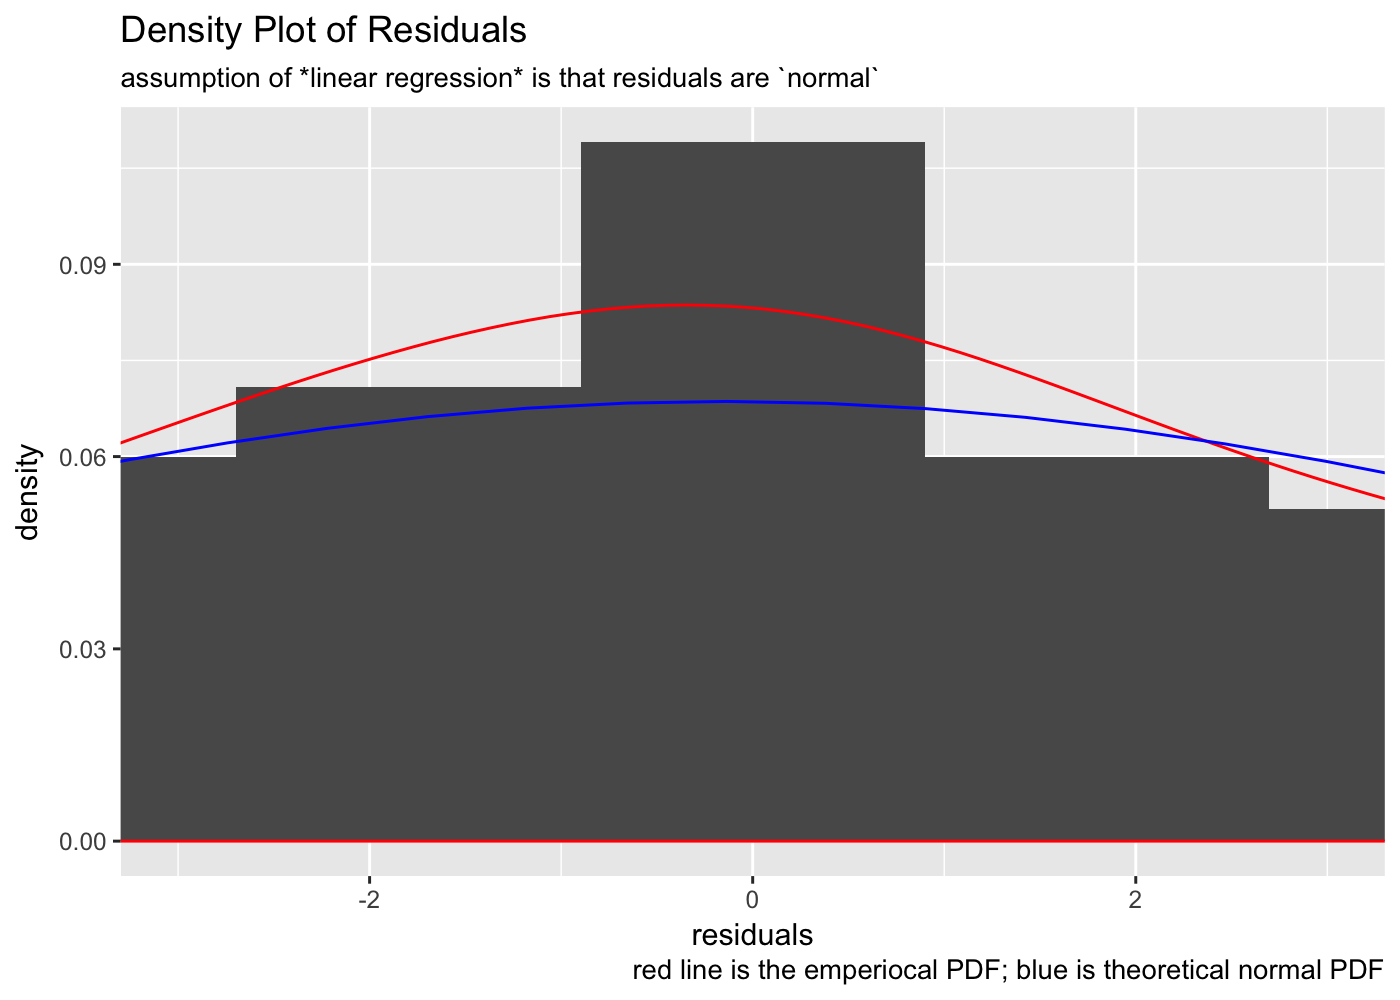 Density Plot of Residuals
assumption of *linear regression* is that residuals are `normal`
density
0.09
0.06
0.03
0.00
-2 0 2
residuals
red line is the emperiocal PDF; blue is theoretical normal PDF